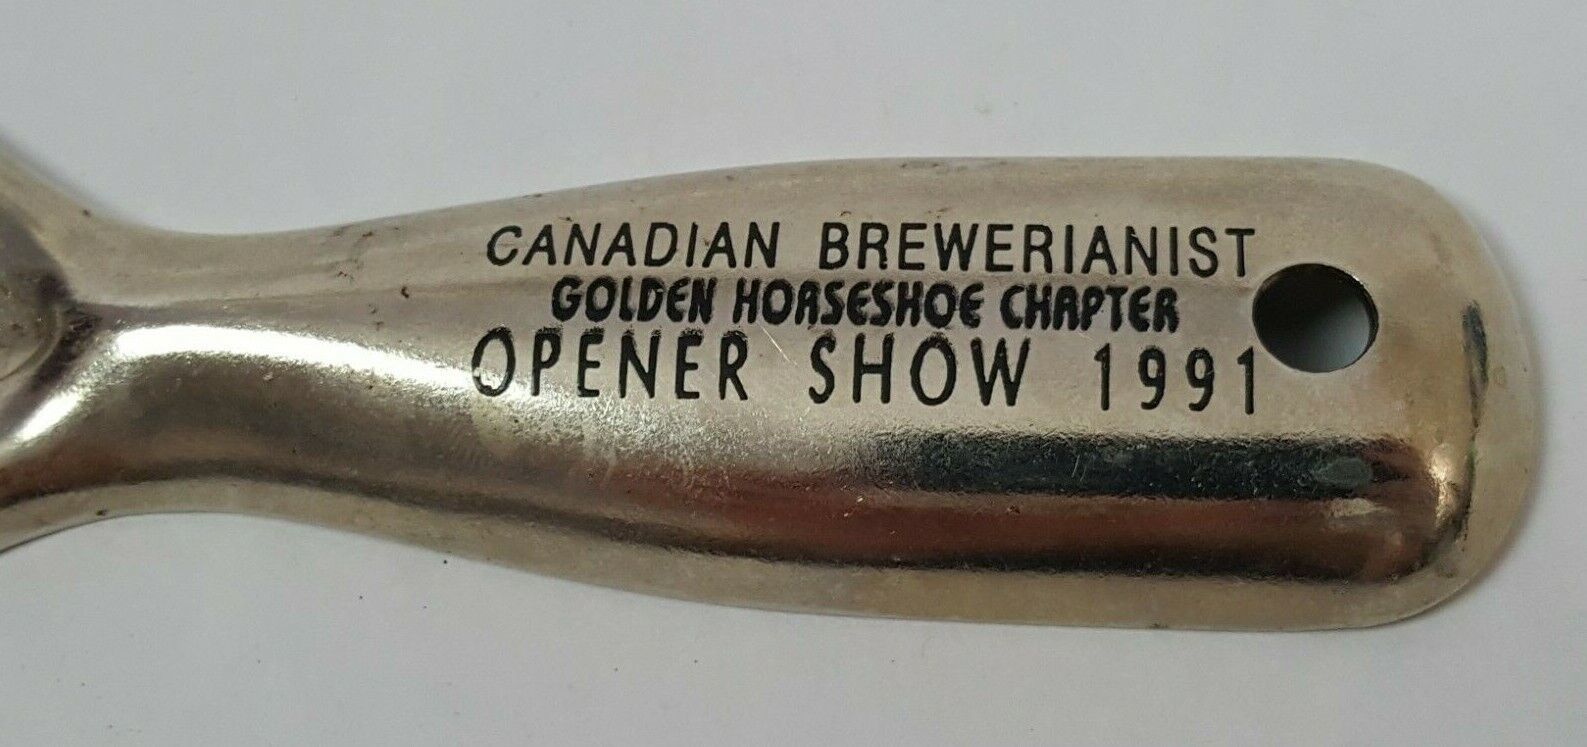 CANADIAN BREWERIANIST
GOLDEN HORSESHOE CHAPTER
OPENER SHOW 1991